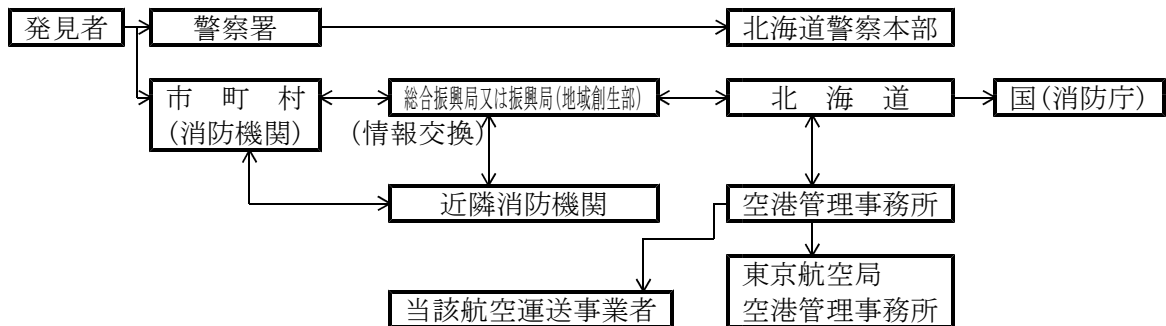 発見者
警察署
北海道警察本部
市　町　村
(消防機関)
総合振興局又は振興局(地域創生部)
北　海　道
国(消防庁)
(情報交換)
近隣消防機関
空港管理事務所
当該航空運送事業者
東京航空局
空港管理事務所